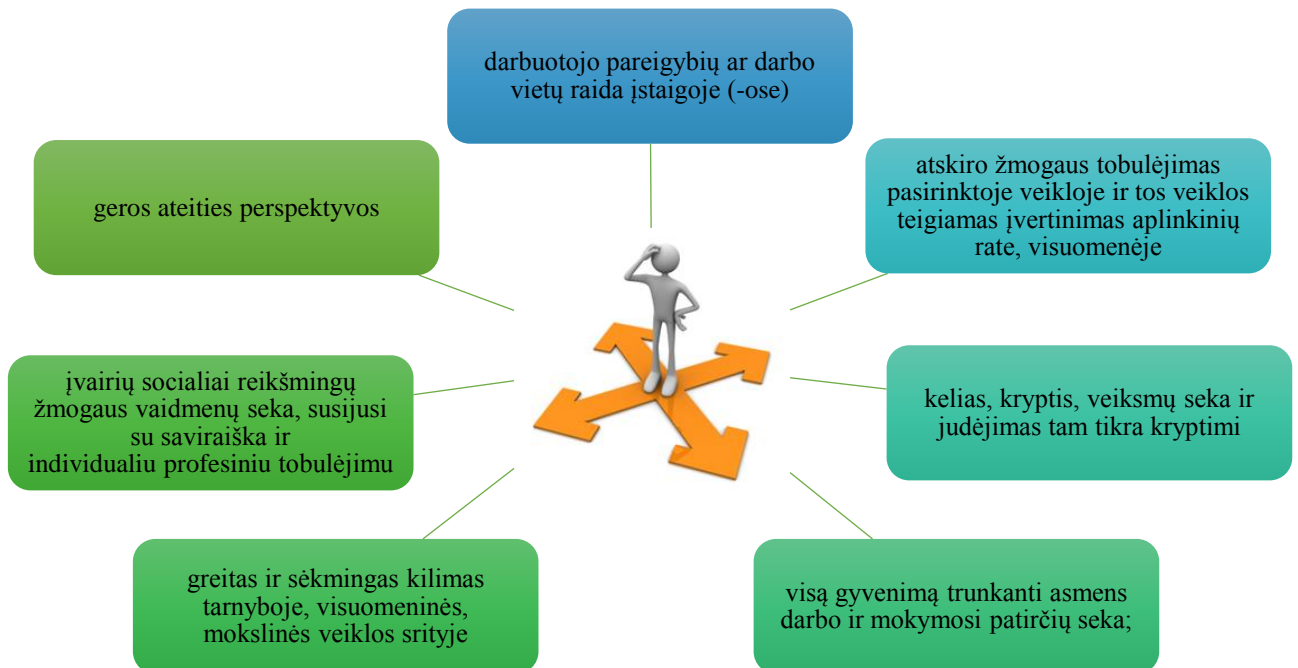 darbuotojo pareigybių ar darbo
vietų raida įstaigoje (-ose)
atskiro žmogaus tobulėjimas
pasirinktoje veikloje ir tos veiklos
teigiamas įvertinimas aplinkinių
rate, visuomenėje
kelias, kryptis, veiksmų seka ir
judėjimas tam tikra kryptimi
visą gyvenimą trunkanti asmens
darbo ir mokymosi patirčių seka;
greitas ir sėkmingas kilimas
tarnyboje, visuomeninės,
mokslinės veiklos srityje
įvairių socialiai reikšmingų
žmogaus vaidmenų seka, susijusi
su saviraiška ir
individualiu profesiniu tobulėjimu
geros ateities perspektyvos